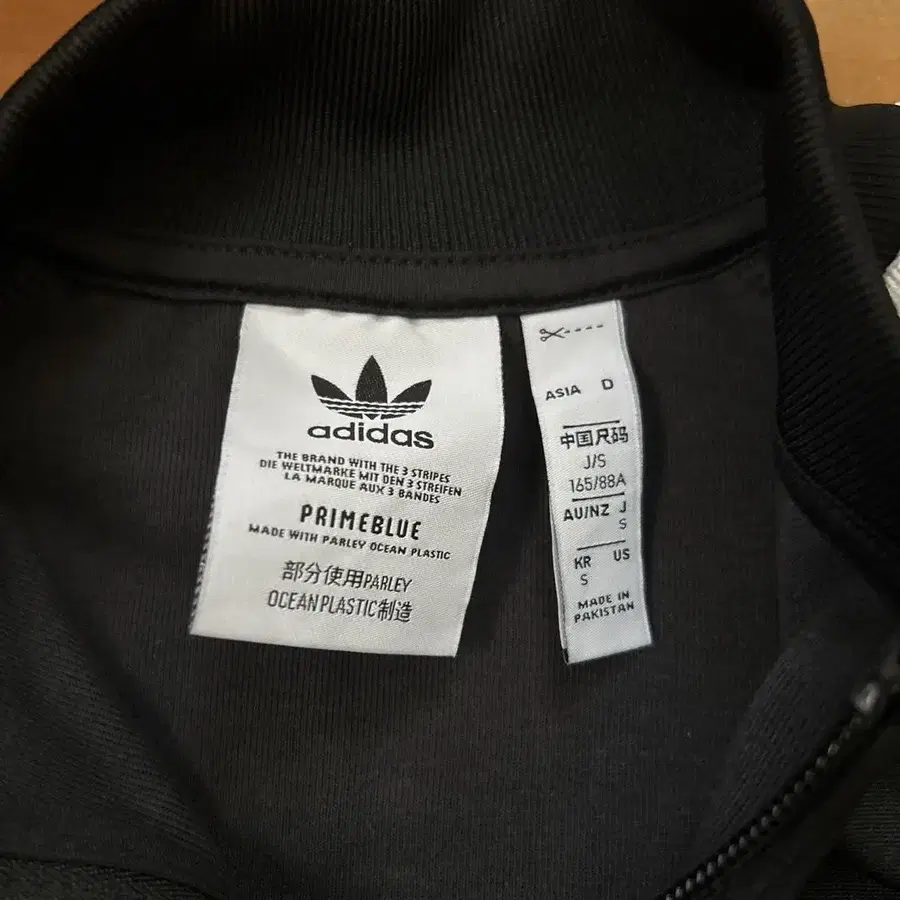 adidas
THE BRAND WITH THE 3 STRIPES
DIE WELTMARKE MIT DEN 3 STREIFEN
LA MARQUE AUX 3 BANDES
PRIMEBLUE
MADE WITH PARLEY OCEAN PLASTIC
部分使用PARLEY
OCEAN PLASTIC制造
ASIA D
中国尺码
J/S
165/88A
AU/NZ J
S
KR US
S
MADE IN
PAKISTAN